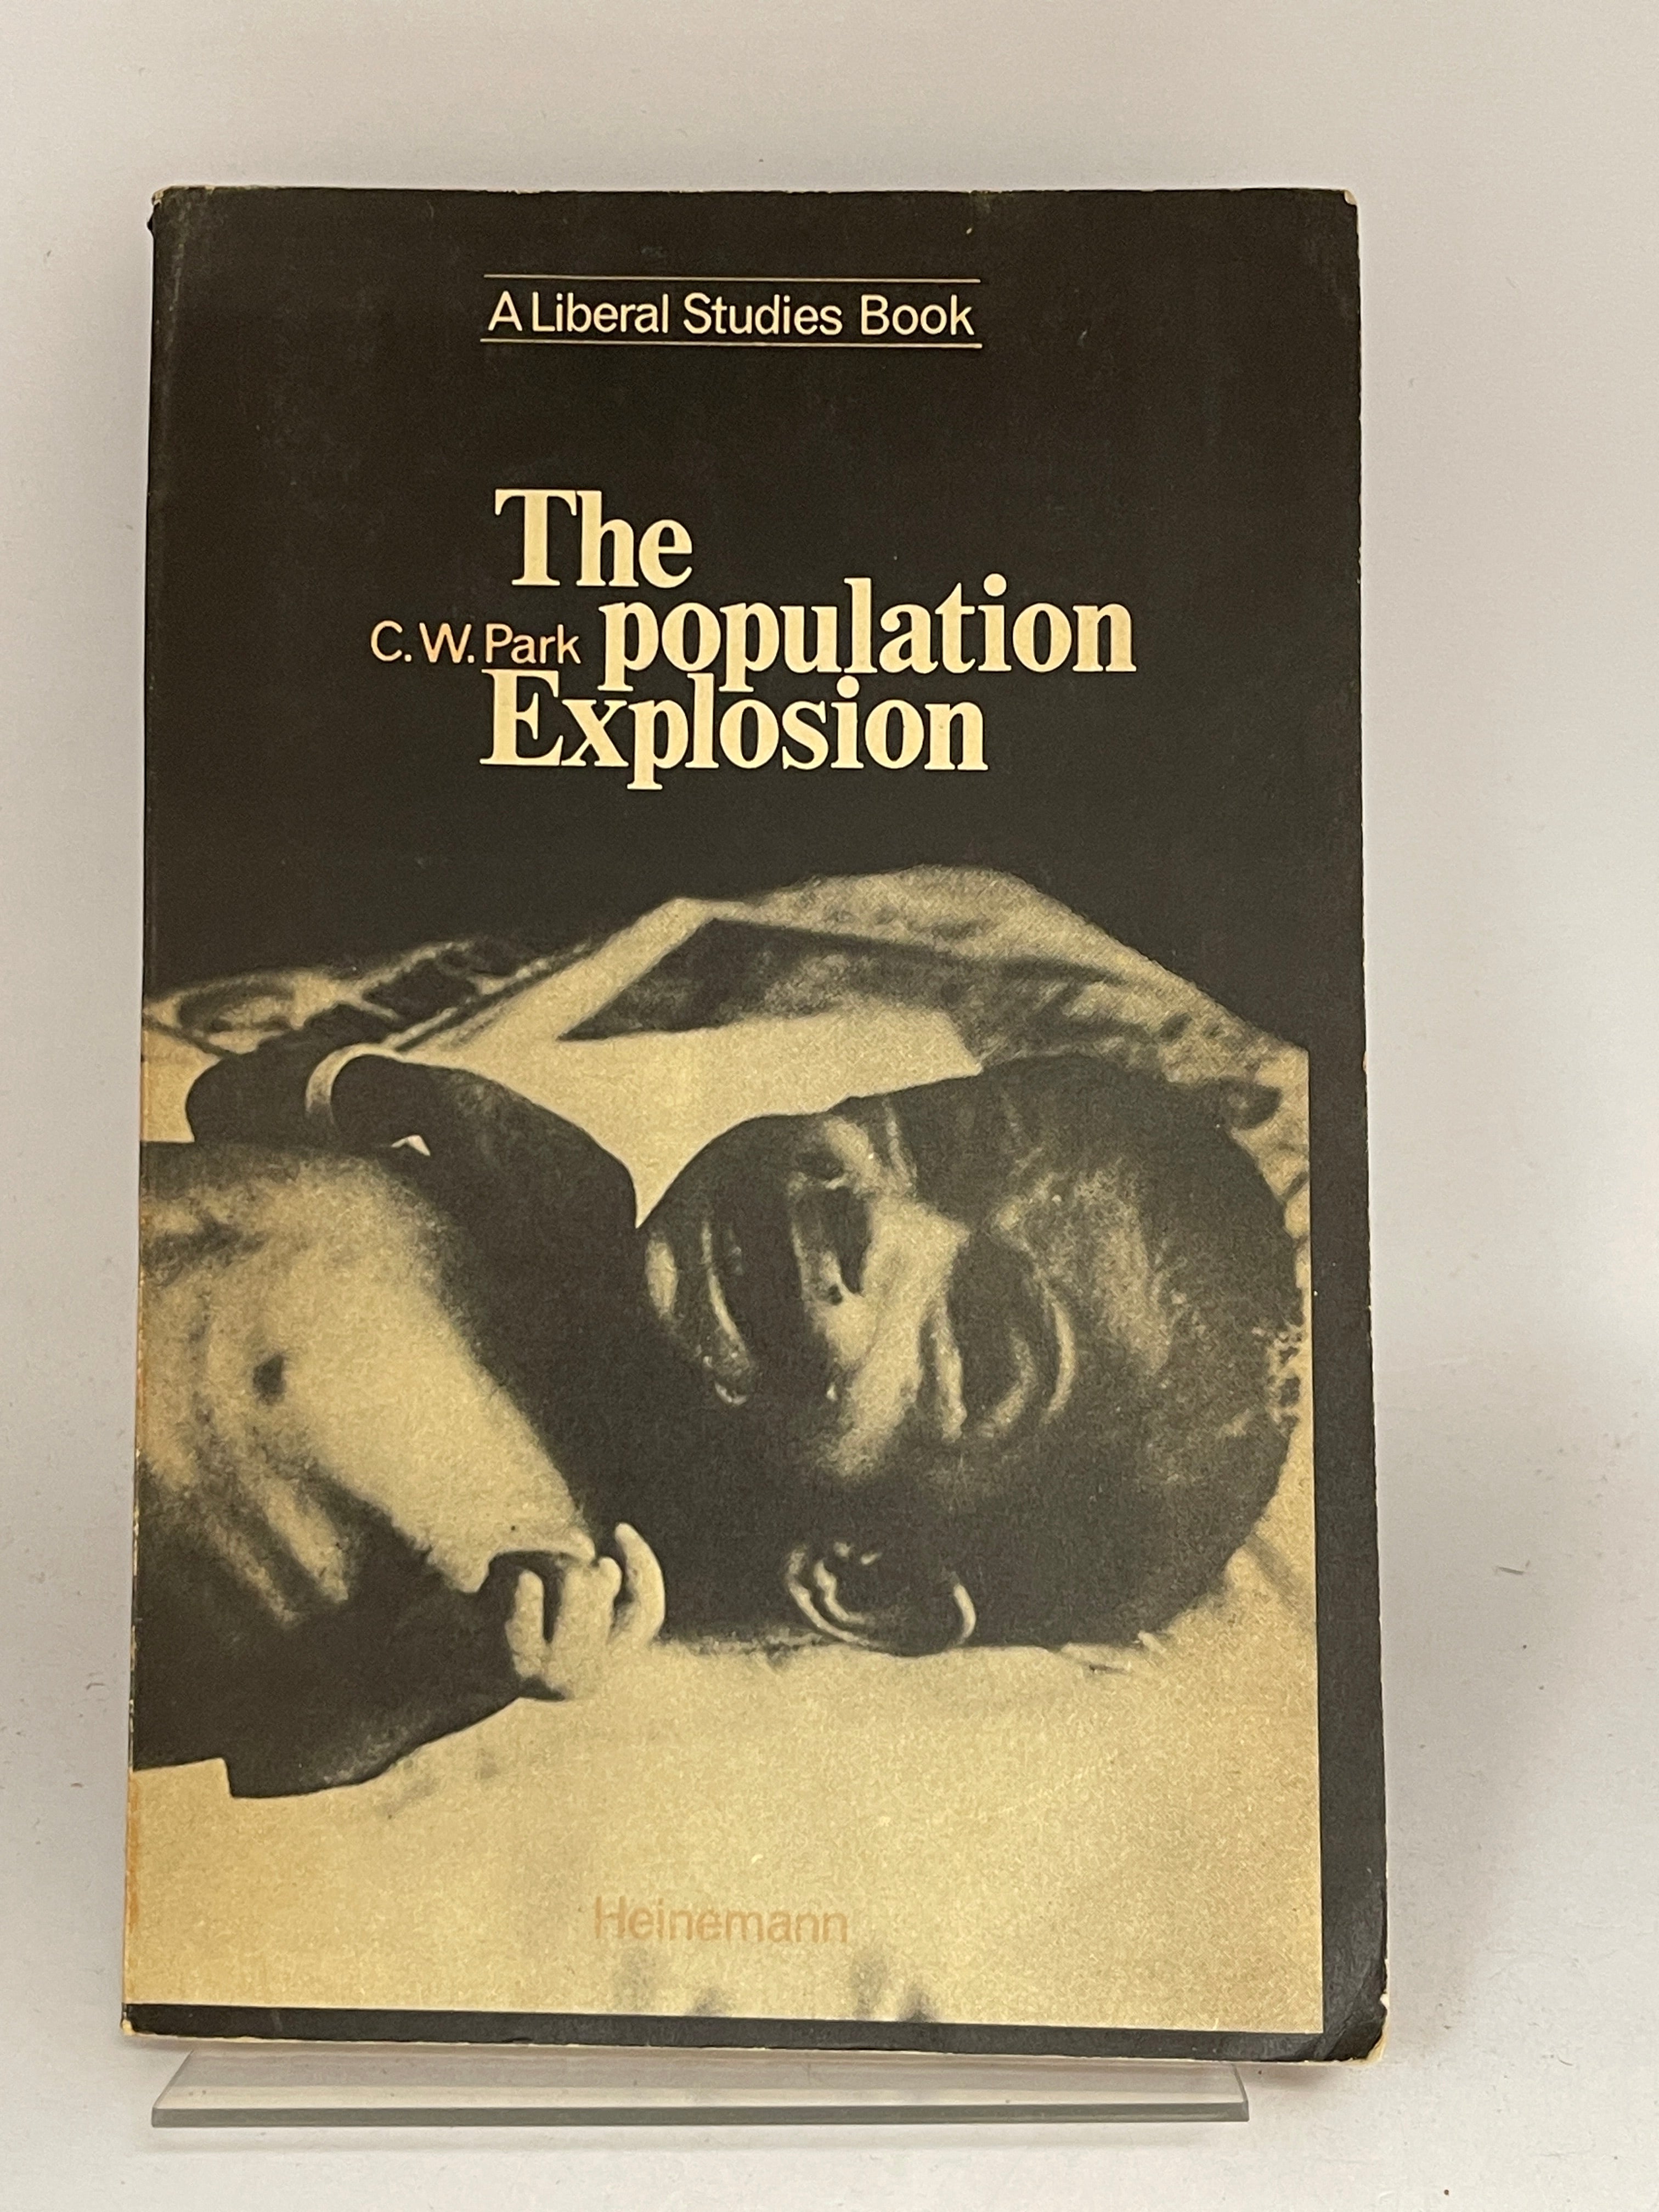 A Liberal Studies Book
The
C. W. Park population
Explosion
Heinemann